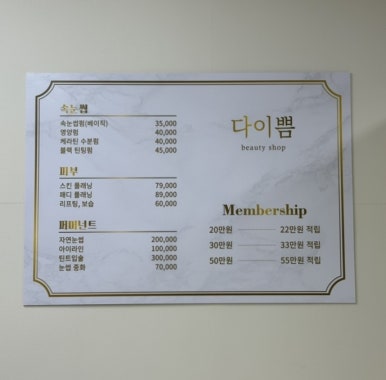 속눈썹
속눈썹펌(베이직) 35,000
영양펌 40,000
케라틴 수분펌 40,000
블랙 틴팅펌 45,000
피부
스킨 플래닝 79,000
패디 플래닝 89,000
리프팅, 보습 60,000
퍼미넌트
자연눈썹 200,000
아이라인 100,000
틴트입술 300,000
눈썹 중화 70,000
다이쁨
beauty shop
Membership
20만원 22만원 적립
30만원 33만원 적립
50만원 55만원 적립